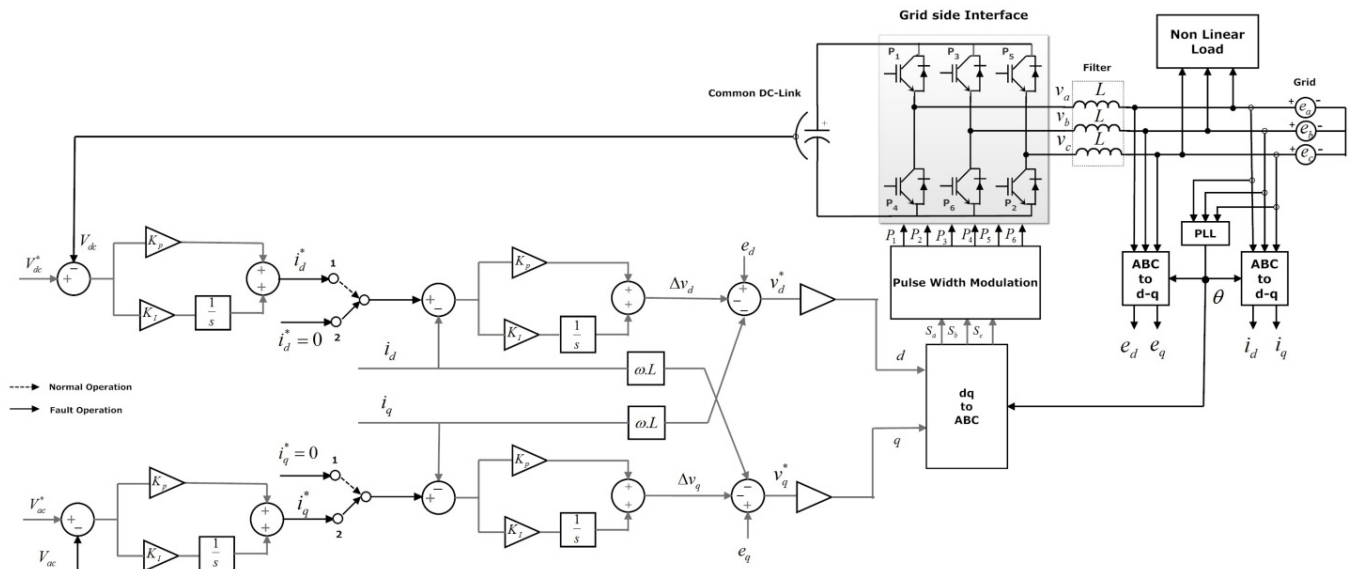 Grid side Interface
P1 P3 P5
P4 P6 P2
Common DC-Link
+
Filter
va L
vb L
vc L
Non Linear
Load
Grid
+ ea -
+ eb -
+ ec -
PLL
ABC
to
d-q
θ
ABC
to
d-q
ed eq
id iq
P1 P2 P3 P4 P5 P6
Pulse Width Modulation
Sa Sb Sc
dq
to
ABC
d
q
Vdc
V*dc
+ -
Kp
KI
1/s
+
+
i*d
1
2
i*d = 0
+ -
Kp
KI
1/s
+
+
Δvd
ed
+
-
-
v*d
id
ω.L
iq
ω.L
Normal Operation
Fault Operation
i*q = 0
1
i*q
2
V*ac
Vac
+ -
Kp
KI
1/s
+
+
+ -
Kp
KI
1/s
+
+
Δvq
-
-
+
eq
v*q